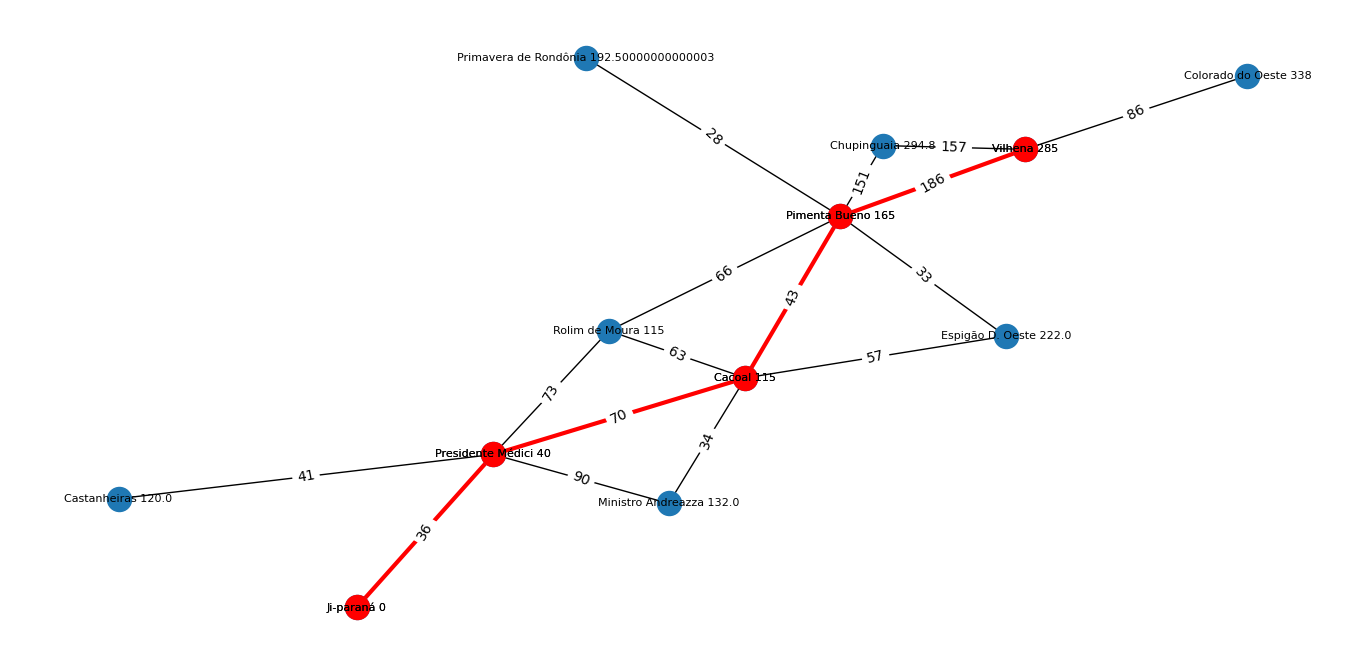 Primavera de Rondônia 192.50000000000003
Colorado do Oeste 338
86
28
Chupinguaia 294.8
157
Vilhena 285
151
186
Pimenta Bueno 165
66
33
43
Rolim de Moura 115
Espigão D. Oeste 222.0
63
57
Cacoal 115
73
70
34
Presidente Médici 40
41
90
Castanheiras 120.0
Ministro Andreazza 132.0
36
Ji-paraná 0